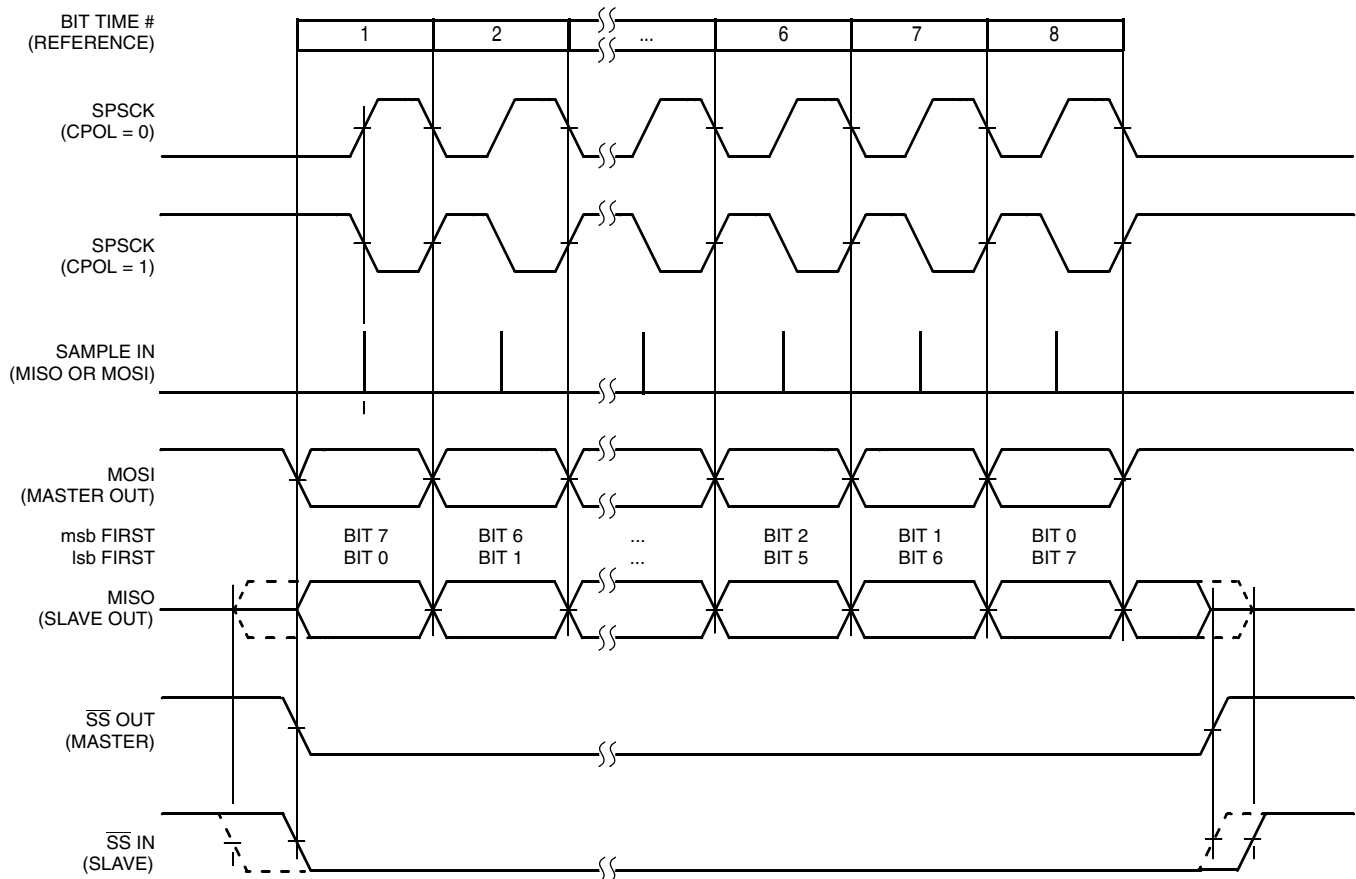 BIT TIME #
(REFERENCE)
1 2 ... 6 7 8
SPSCK
(CPOL = 0)
SPSCK
(CPOL = 1)
SAMPLE IN
(MISO OR MOSI)
MOSI
(MASTER OUT)
msb FIRST BIT 7 BIT 6 ... BIT 2 BIT 1 BIT 0
lsb FIRST BIT 0 BIT 1 ... BIT 5 BIT 6 BIT 7
MISO
(SLAVE OUT)
S̅S̅ OUT
(MASTER)
S̅S̅ IN
(SLAVE)